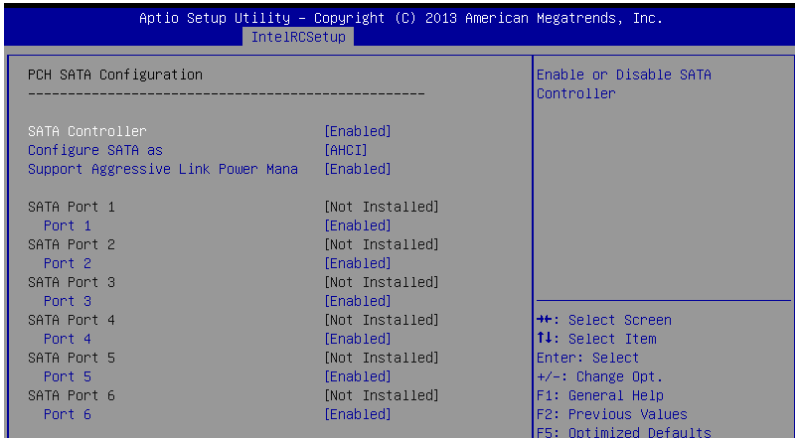 Aptio Setup Utility – Copyright (C) 2013 American Megatrends, Inc.
IntelRCSetup
PCH SATA Configuration
--------------------------------------------------
SATA Controller [Enabled]
Configure SATA as [AHCI]
Support Aggressive Link Power Mana [Enabled]
SATA Port 1 [Not Installed]
Port 1 [Enabled]
SATA Port 2 [Not Installed]
Port 2 [Enabled]
SATA Port 3 [Not Installed]
Port 3 [Enabled]
SATA Port 4 [Not Installed]
Port 4 [Enabled]
SATA Port 5 [Not Installed]
Port 5 [Enabled]
SATA Port 6 [Not Installed]
Port 6 [Enabled]
Enable or Disable SATA
Controller
→←: Select Screen
↑↓: Select Item
Enter: Select
+/-: Change Opt.
F1: General Help
F2: Previous Values
F5: Optimized Defaults